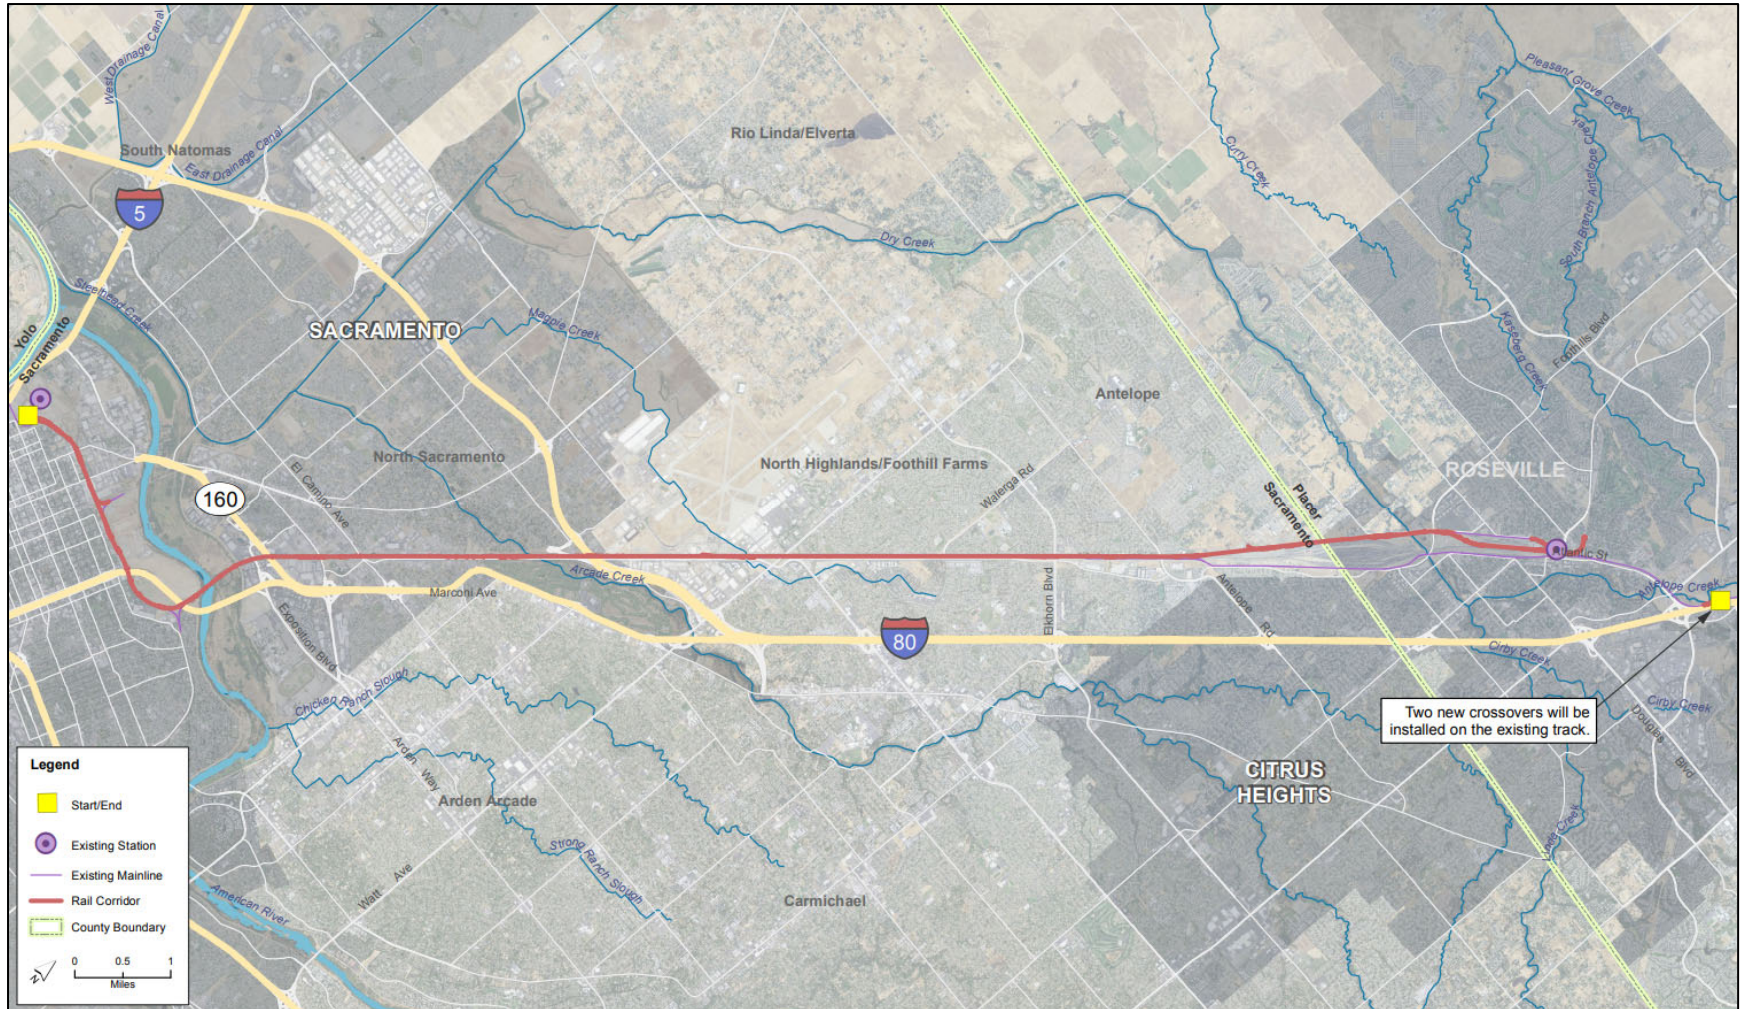 West Drainage Canal
South Natomas
East Drainage Canal
5
Rio Linda/Elverta
Pleasant Grove Creek
Curry Creek
South Branch Antelope Creek
Dry Creek
Steelhead Creek
Yolo
Sacramento
SACRAMENTO
Magpie Creek
Kaseberg Creek
Foothills Blvd
Antelope
North Sacramento
El Camino Ave
160
North Highlands/Foothill Farms
Walerga Rd
ROSEVILLE
Placer
Sacramento
Atlantic St
Arcade Creek
Marconi Ave
Exposition Blvd
Elkhorn Blvd
Antelope
Rd
Antelope Creek
80
Cirby Creek
Cirby Creek
Douglas Blvd
Two new crossovers will be
installed on the existing track.
Chicken Ranch Slough
Arden Way
Arden Arcade
Strong Ranch Slough
Watt Ave
American River
Carmichael
CITRUS
HEIGHTS
Linda Creek
Legend
Start/End
Existing Station
Existing Mainline
Rail Corridor
County Boundary
N
0 0.5 1
Miles